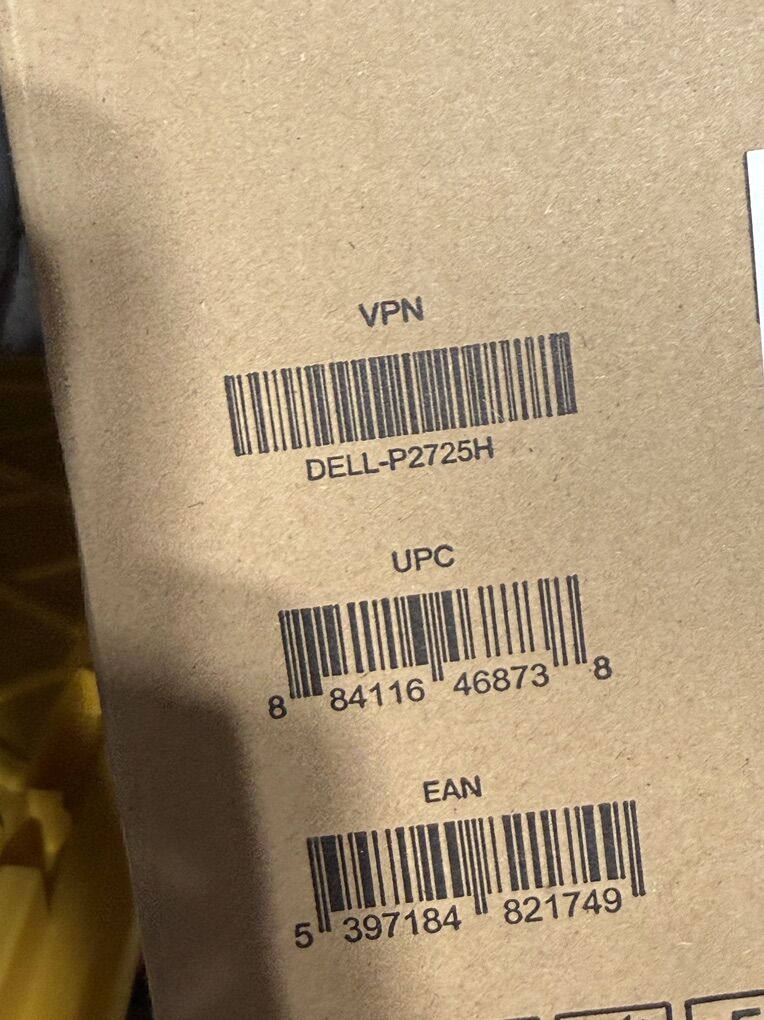 VPN
DELL-P2725H
UPC
8 84116 46873 8
EAN
5 397184 821749